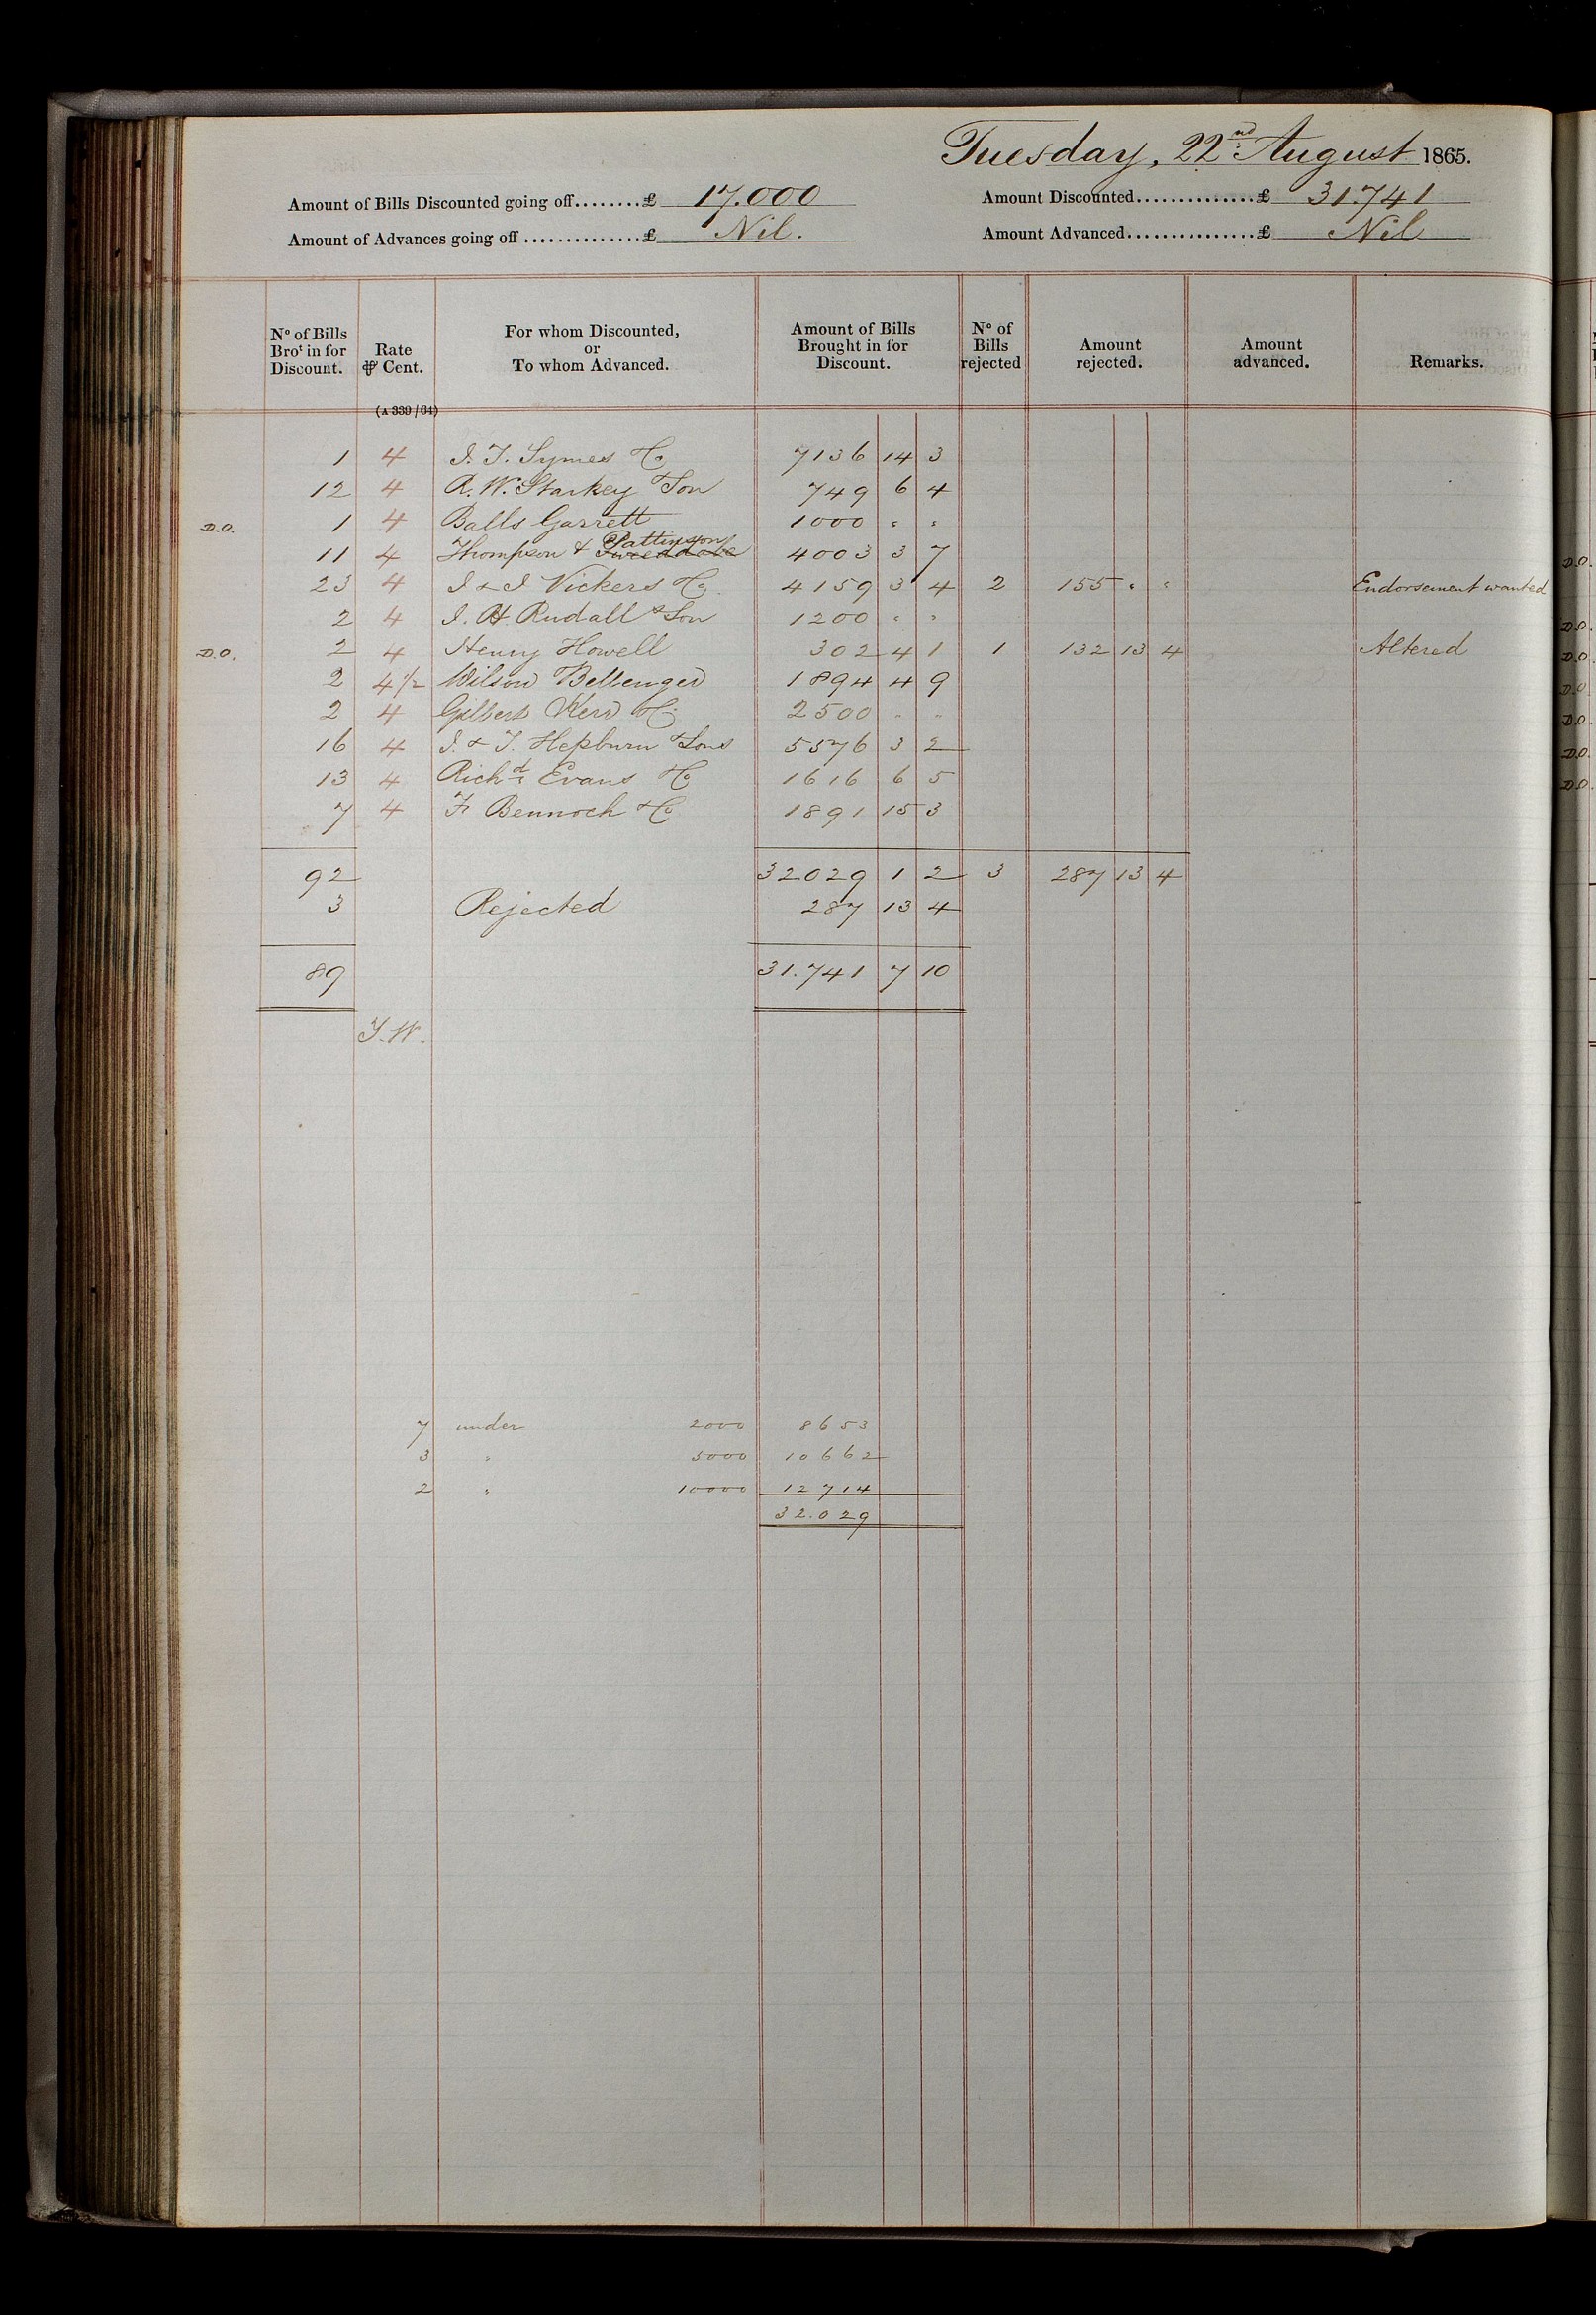 Tuesday, 22nd August 1865.
Amount of Bills Discounted going off........£ 17.000
Amount Discounted..............£ 31.741
Amount of Advances going off..............£ Nil.
Amount Advanced................£ Nil
No of Bills Brot in for Discount. Rate ⅌ Cent. For whom Discounted, or To whom Advanced. Amount of Bills Brought in for Discount. No of Bills rejected Amount rejected. Amount advanced. Remarks.
(A 339/64)
1 4 J. T. Symes & Co 7136 14 3
12 4 R. W. Starkey & Son 749 6 4
D.O. 1 4 Balls Garrett 1000 " "
11 4 Thompson & Pattinson 4003 3 7
23 4 J & J Vickers & Co. 4159 3 4 2 155 " " Endorsement wanted
2 4 J. H. Rudall & Son 1200 " "
D.O. 2 4 Henry Howell 302 4 1 1 132 13 4 Altered
2 4½ Wilson Bellenger 1894 4 9
2 4 Gilbert Kerr & Co 2500 " "
16 4 J. & T. Hepburn & Sons 5576 3 2
13 4 Richd Evans & Co 1616 6 5
7 4 F. Bennoch & Co 1891 15 3
92 32029 1 2 3 287 13 4
3 Rejected 287 13 4
89 31.741 7 10
T.W.
7 under 2000 8653
3 " 5000 10662
2 " 10000 12714
32.029
D.O.
D.O.
D.O.
D.O.
D.O.
D.O.
D.O.